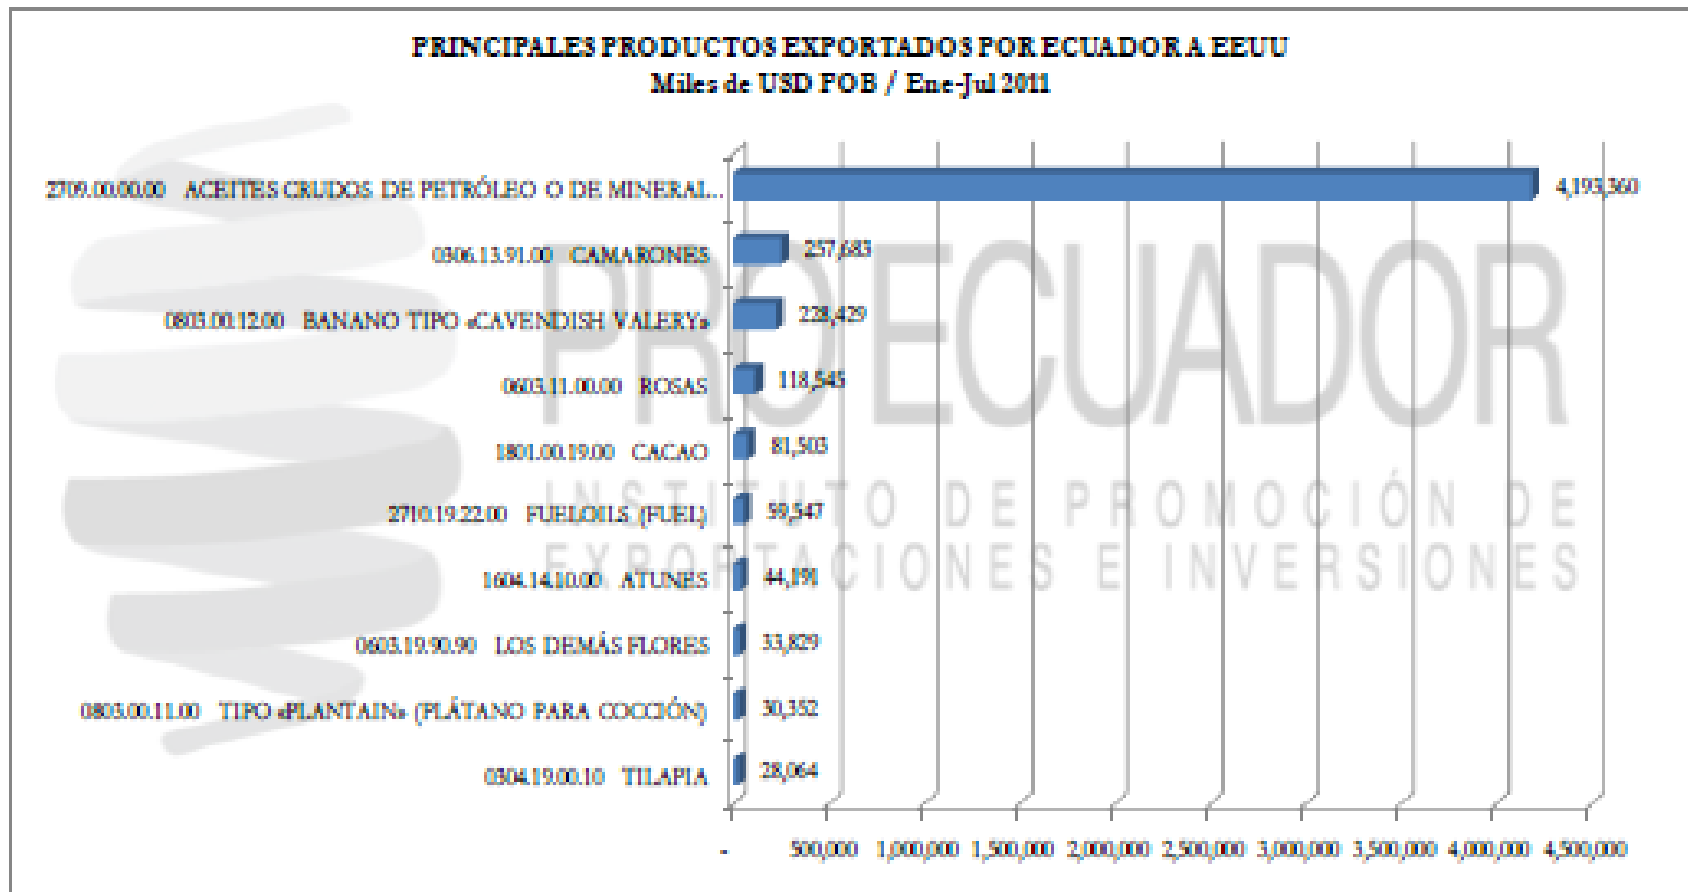 PRINCIPALES PRODUCTOS EXPORTADOS POR ECUADOR A EEUU
Miles de USD FOB / Ene-Jul 2011
2709.00.00.00 ACEITES CRUDOS DE PETRÓLEO O DE MINERAL... 4,193,360
0306.13.91.00 CAMARONES 257,683
0803.00.12.00 BANANO TIPO «CAVENDISH VALERY» 228,429
0603.11.00.00 ROSAS 118,545
1801.00.19.00 CACAO 81,503
2710.19.22.00 FUELOILS (FUEL) 59,547
1604.14.10.00 ATUNES 44,191
0603.19.90.90 LOS DEMÁS FLORES 33,829
0803.00.11.00 TIPO «PLANTAIN» (PLÁTANO PARA COCCIÓN) 30,352
0304.19.00.10 TILAPIA 28,064
- 500,000 1,000,000 1,500,000 2,000,000 2,500,000 3,000,000 3,500,000 4,000,000 4,500,000
PRO ECUADOR
INSTITUTO DE PROMOCIÓN DE
EXPORTACIONES E INVERSIONES